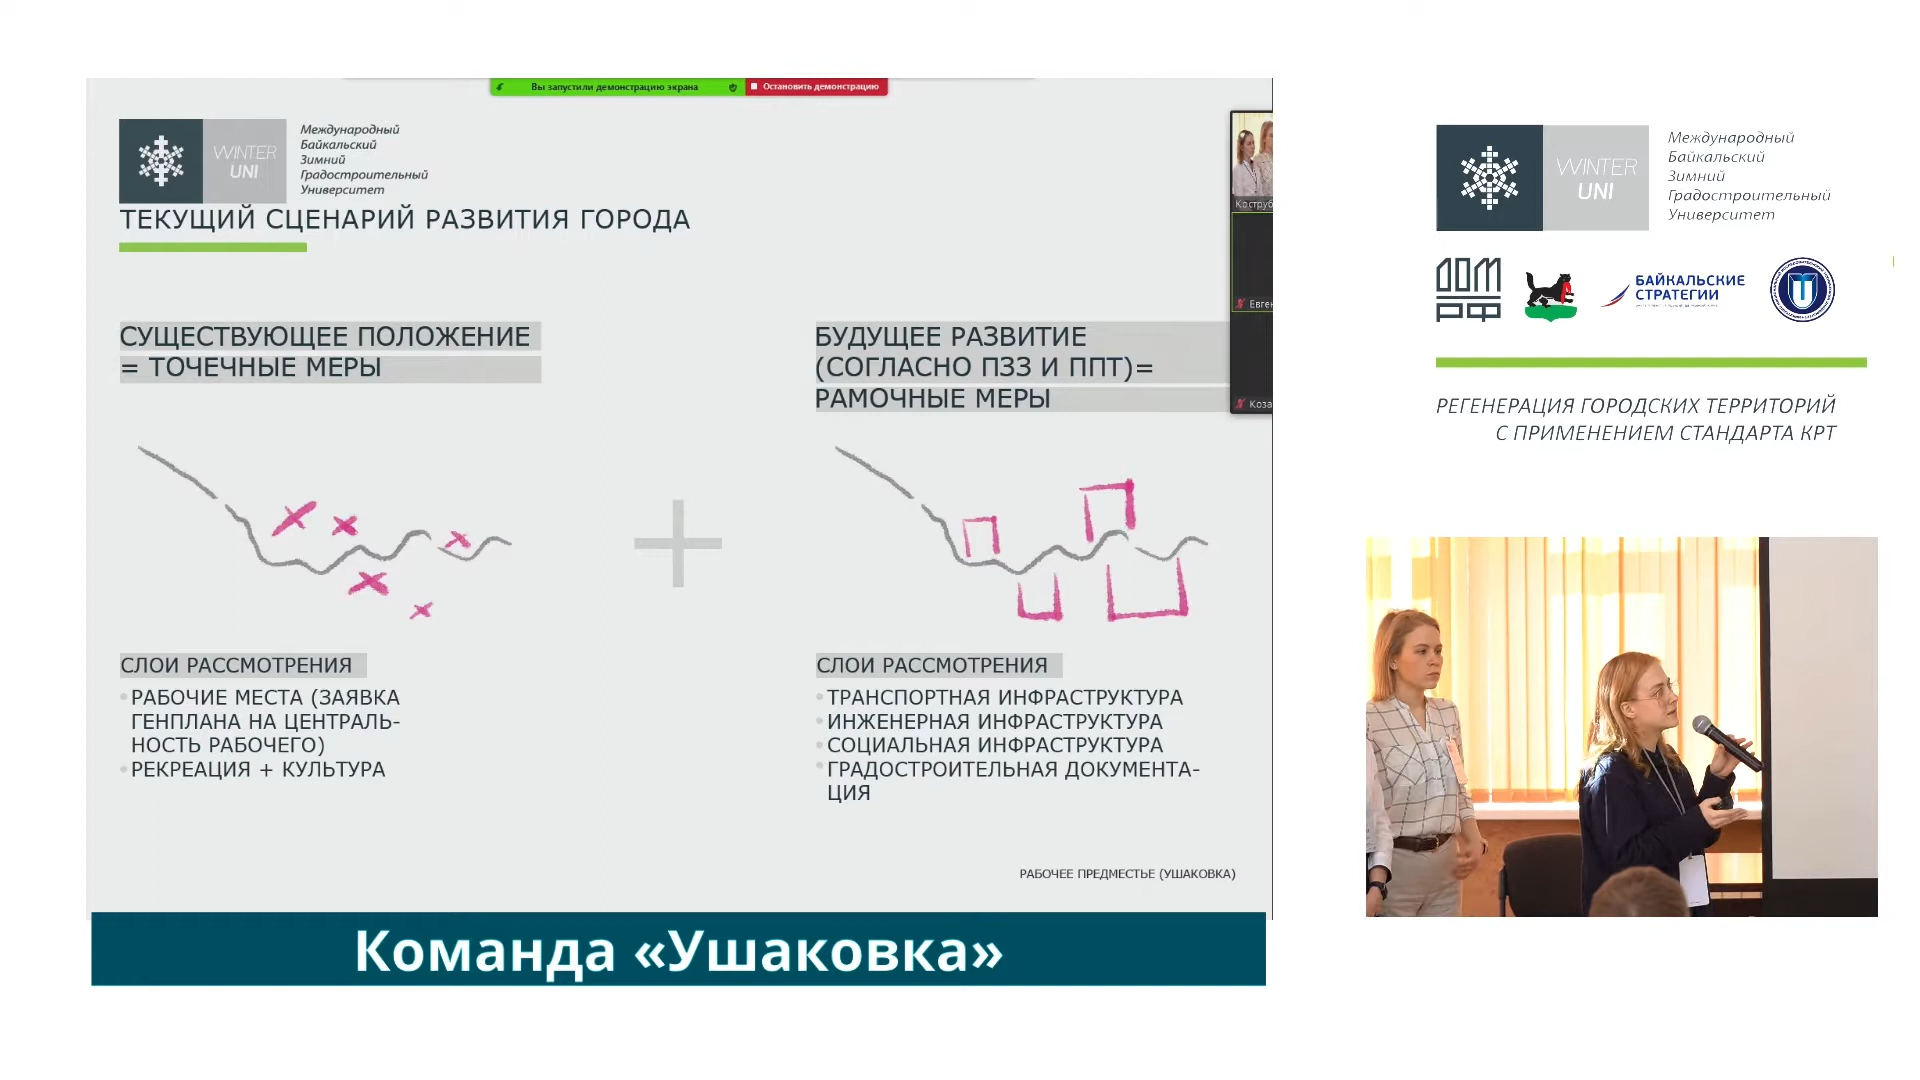 Вы запустили демонстрацию экрана
Остановить демонстрацию
WINTER
UNI
Международный
Байкальский
Зимний
Градостроительный
Университет
ТЕКУЩИЙ СЦЕНАРИЙ РАЗВИТИЯ ГОРОДА
СУЩЕСТВУЮЩЕЕ ПОЛОЖЕНИЕ
= ТОЧЕЧНЫЕ МЕРЫ
СЛОИ РАССМОТРЕНИЯ
РАБОЧИЕ МЕСТА (ЗАЯВКА
ГЕНПЛАНА НА ЦЕНТРАЛЬ-
НОСТЬ РАБОЧЕГО)
РЕКРЕАЦИЯ + КУЛЬТУРА
БУДУЩЕЕ РАЗВИТИЕ
(СОГЛАСНО ПЗЗ И ППТ)=
РАМОЧНЫЕ МЕРЫ
СЛОИ РАССМОТРЕНИЯ
ТРАНСПОРТНАЯ ИНФРАСТРУКТУРА
ИНЖЕНЕРНАЯ ИНФРАСТРУКТУРА
СОЦИАЛЬНАЯ ИНФРАСТРУКТУРА
ГРАДОСТРОИТЕЛЬНАЯ ДОКУМЕНТА-
ЦИЯ
РАБОЧЕЕ ПРЕДМЕСТЬЕ (УШАКОВКА)
Коструб
Евген
Коза
Команда «Ушаковка»
WINTER
UNI
Международный
Байкальский
Зимний
Градостроительный
Университет
ДОМ
РФ
БАЙКАЛЬСКИЕ
СТРАТЕГИИ
РЕГЕНЕРАЦИЯ ГОРОДСКИХ ТЕРРИТОРИЙ
С ПРИМЕНЕНИЕМ СТАНДАРТА КРТ